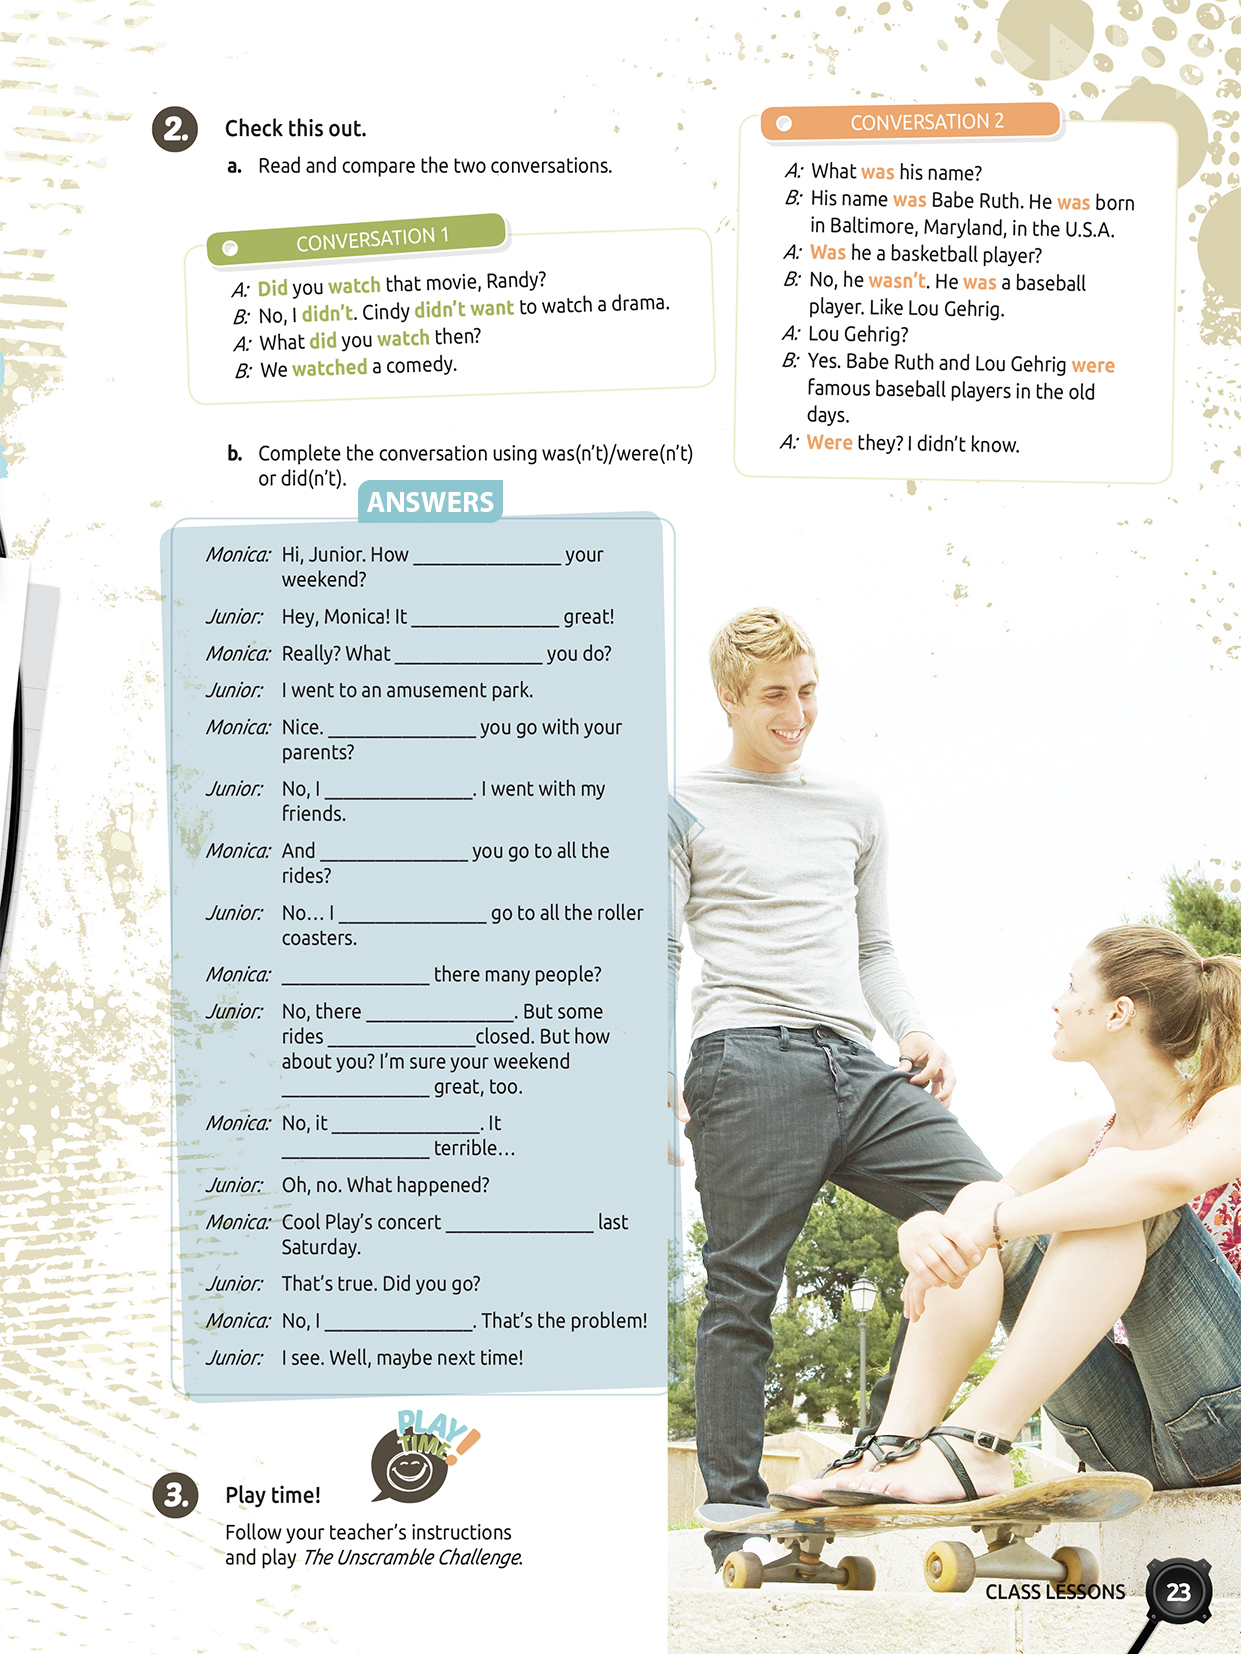 2.
Check this out.
a. Read and compare the two conversations.
CONVERSATION 1
A: Did you watch that movie, Randy?
B: No, I didn't. Cindy didn't want to watch a drama.
A: What did you watch then?
B: We watched a comedy.
CONVERSATION 2
A: What was his name?
B: His name was Babe Ruth. He was born
in Baltimore, Maryland, in the U.S.A.
A: Was he a basketball player?
B: No, he wasn't. He was a baseball
player. Like Lou Gehrig.
A: Lou Gehrig?
B: Yes. Babe Ruth and Lou Gehrig were
famous baseball players in the old
days.
A: Were they? I didn't know.
b. Complete the conversation using was(n't)/were(n't)
or did(n't).
ANSWERS
Monica: Hi, Junior. How ______________ your
weekend?
Junior: Hey, Monica! It ______________ great!
Monica: Really? What ______________ you do?
Junior: I went to an amusement park.
Monica: Nice. ______________ you go with your
parents?
Junior: No, I ______________. I went with my
friends.
Monica: And ______________ you go to all the
rides?
Junior: No… I ______________ go to all the roller
coasters.
Monica: ______________ there many people?
Junior: No, there ______________. But some
rides ______________closed. But how
about you? I'm sure your weekend
______________ great, too.
Monica: No, it ______________. It
______________ terrible…
Junior: Oh, no. What happened?
Monica: Cool Play's concert ______________ last
Saturday.
Junior: That's true. Did you go?
Monica: No, I ______________. That's the problem!
Junior: I see. Well, maybe next time!
PLAY
TIME!
3.
Play time!
Follow your teacher's instructions
and play The Unscramble Challenge.
CLASS LESSONS
23